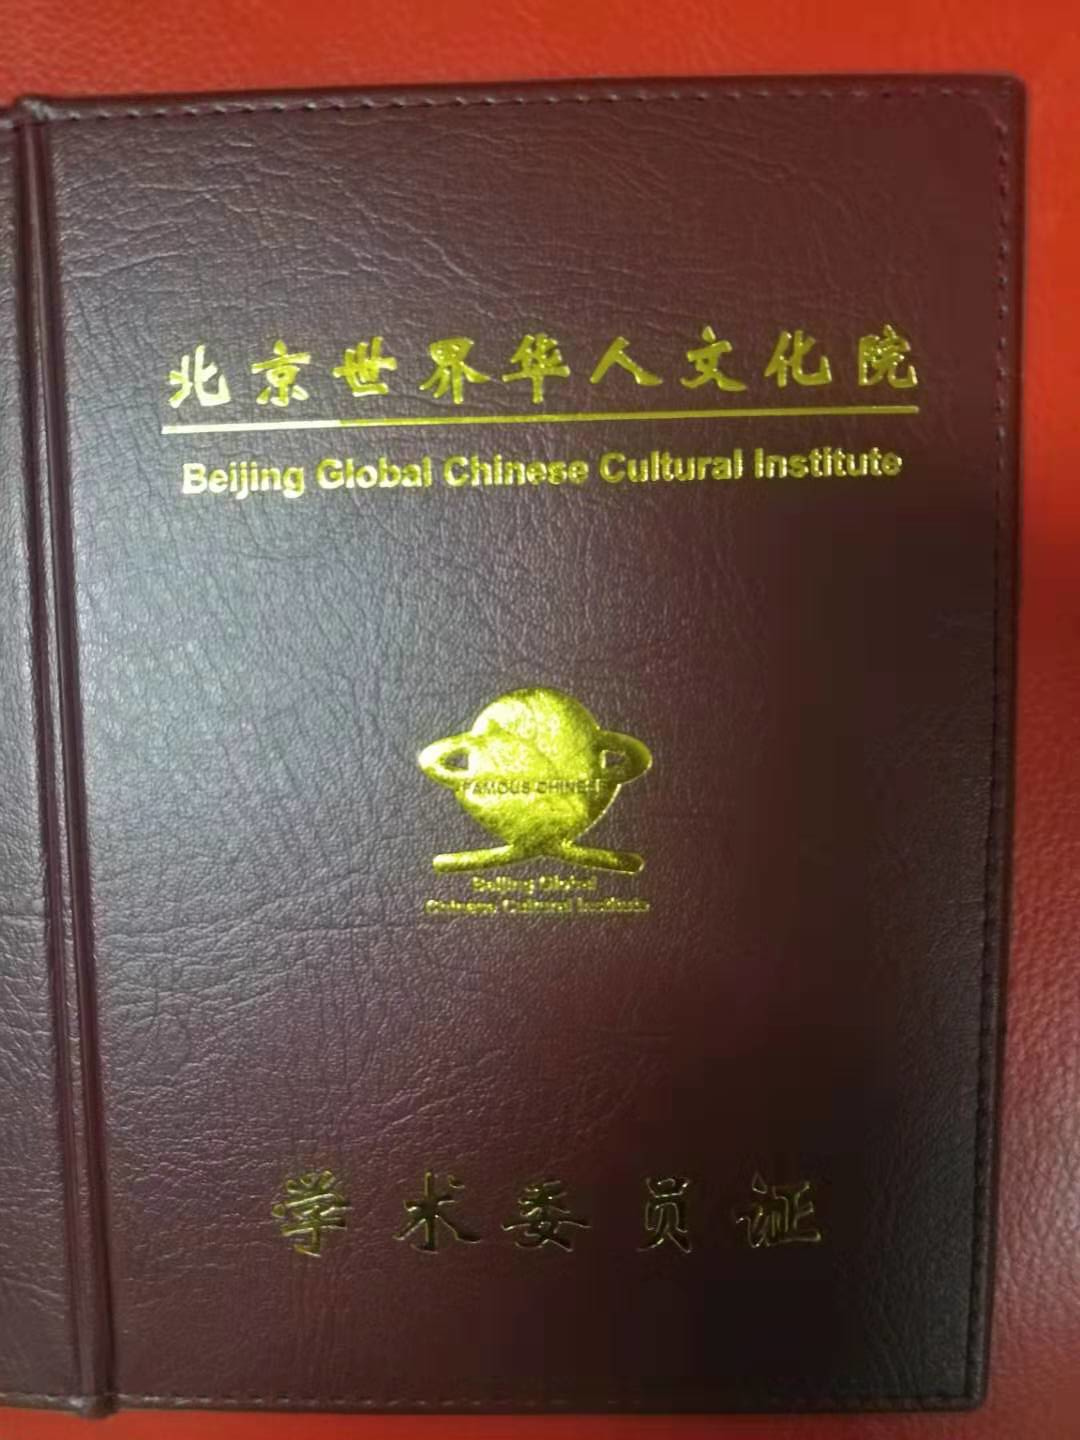 北京世界华人文化院
Beijing Global Chinese Cultural Institute
FAMOUS CHINESE
Beijing Global
Chinese Cultural Institute
学术委员证